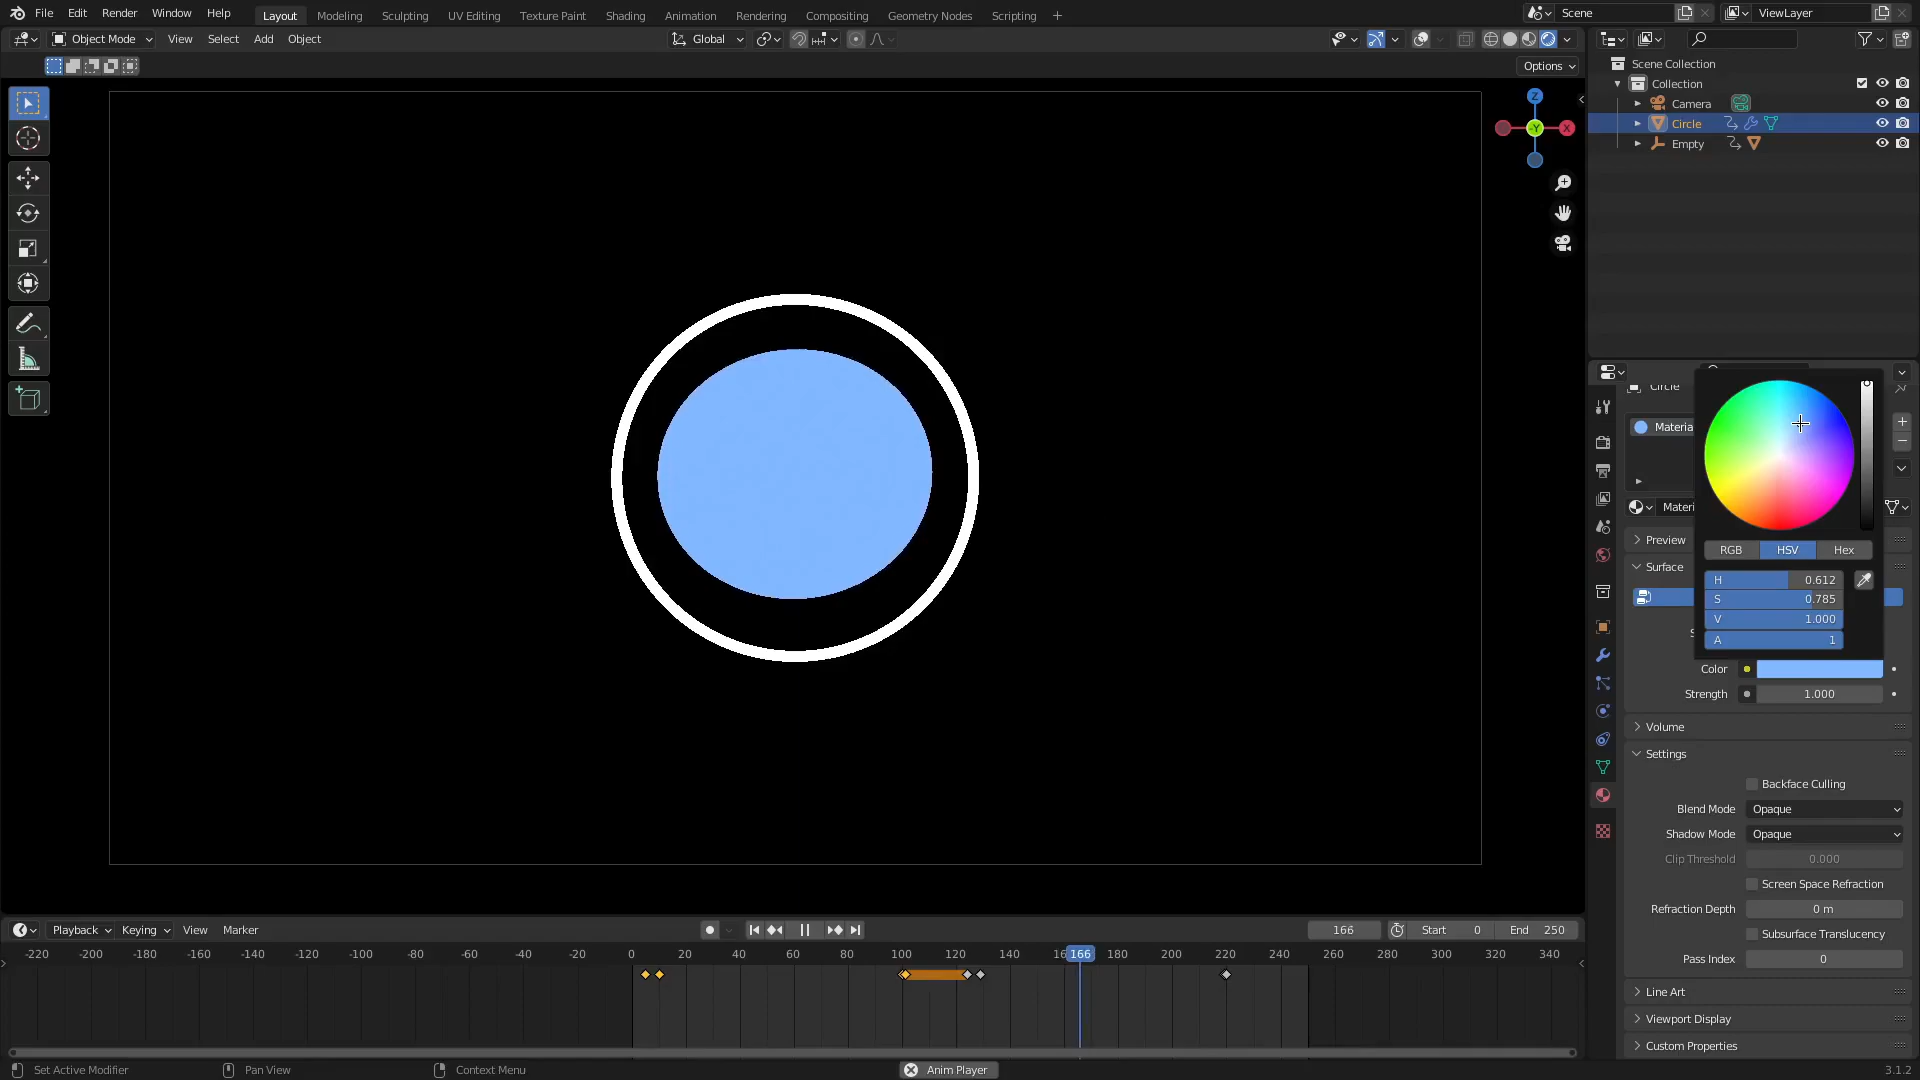 File Edit Render Window Help Layout Modeling Sculpting UV Editing Texture Paint Shading Animation Rendering Compositing Geometry Nodes Scripting + Scene ViewLayer
Object Mode View Select Add Object Global
Options
Scene Collection
Collection
Camera
Circle
Empty
Z
-Y
X
Circle
Materia
Materi
RGB HSV Hex
Preview
Surface
H 0.612
S 0.785
V 1.000
A 1
S
Color
Strength 1.000
Volume
Settings
Backface Culling
Blend Mode Opaque
Shadow Mode Opaque
Clip Threshold 0.000
Screen Space Refraction
Refraction Depth 0 m
Subsurface Translucency
Pass Index 0
Line Art
Viewport Display
Custom Properties
Playback Keying View Marker 166 Start 0 End 250
-220 -200 -180 -160 -140 -120 -100 -80 -60 -40 -20 0 20 40 60 80 100 120 140 16 166 180 200 220 240 260 280 300 320 340
Set Active Modifier Pan View Context Menu Anim Player 3.1.2